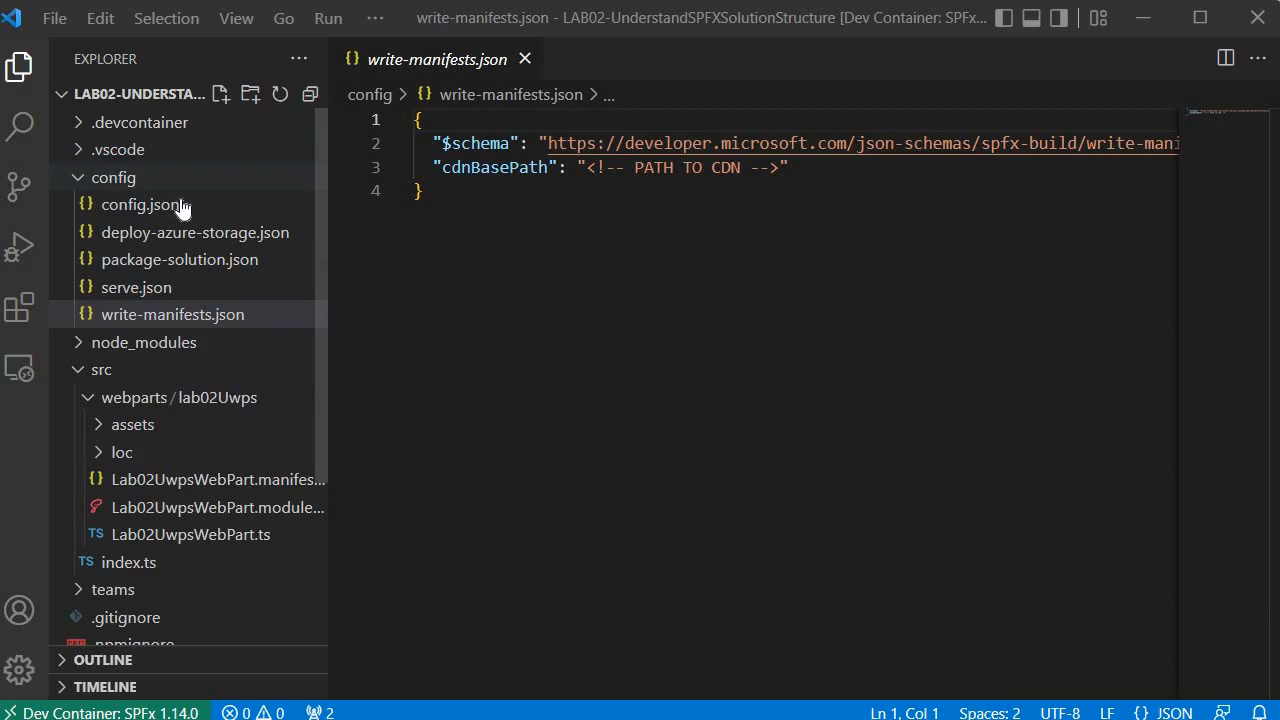 File Edit Selection View Go Run ··· write-manifests.json - LAB02-UnderstandSPFXSolutionStructure [Dev Container: SPFx...
EXPLORER ···
LAB02-UNDERSTA...
.devcontainer
.vscode
config
{} config.json
{} deploy-azure-storage.json
{} package-solution.json
{} serve.json
{} write-manifests.json
node_modules
src
webparts / lab02Uwps
assets
loc
{} Lab02UwpsWebPart.manifes...
Lab02UwpsWebPart.module...
TS Lab02UwpsWebPart.ts
TS index.ts
teams
.gitignore
.npmignore
OUTLINE
TIMELINE
{} write-manifests.json
config > {} write-manifests.json > ...
1 {
2 "$schema": "https://developer.microsoft.com/json-schemas/spfx-build/write-mani
3 "cdnBasePath": "<!-- PATH TO CDN -->"
4 }
Dev Container: SPFx 1.14.0 0 0 2 Ln 1, Col 1 Spaces: 2 UTF-8 LF {} JSON